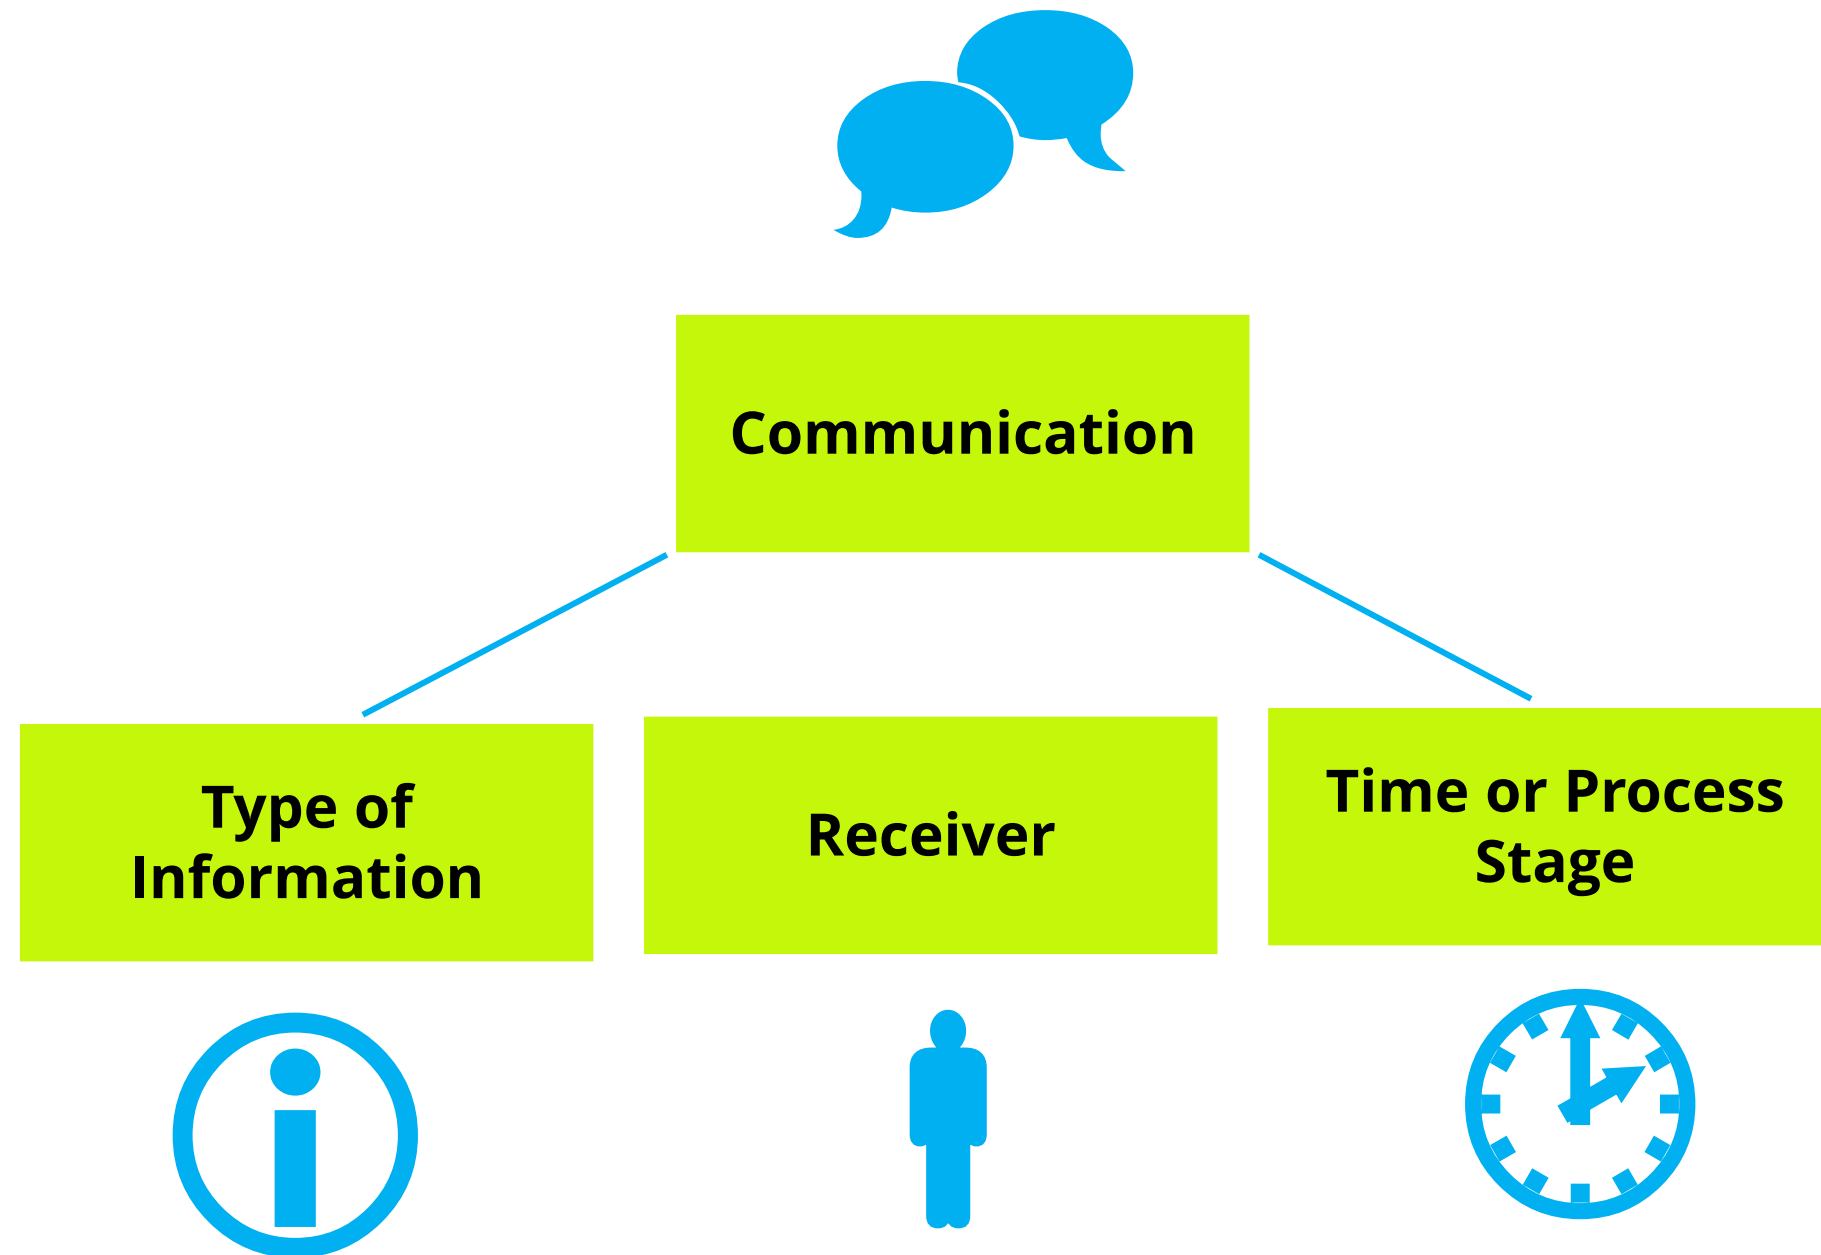 Communication
Type of
Information
Receiver
Time or Process
Stage